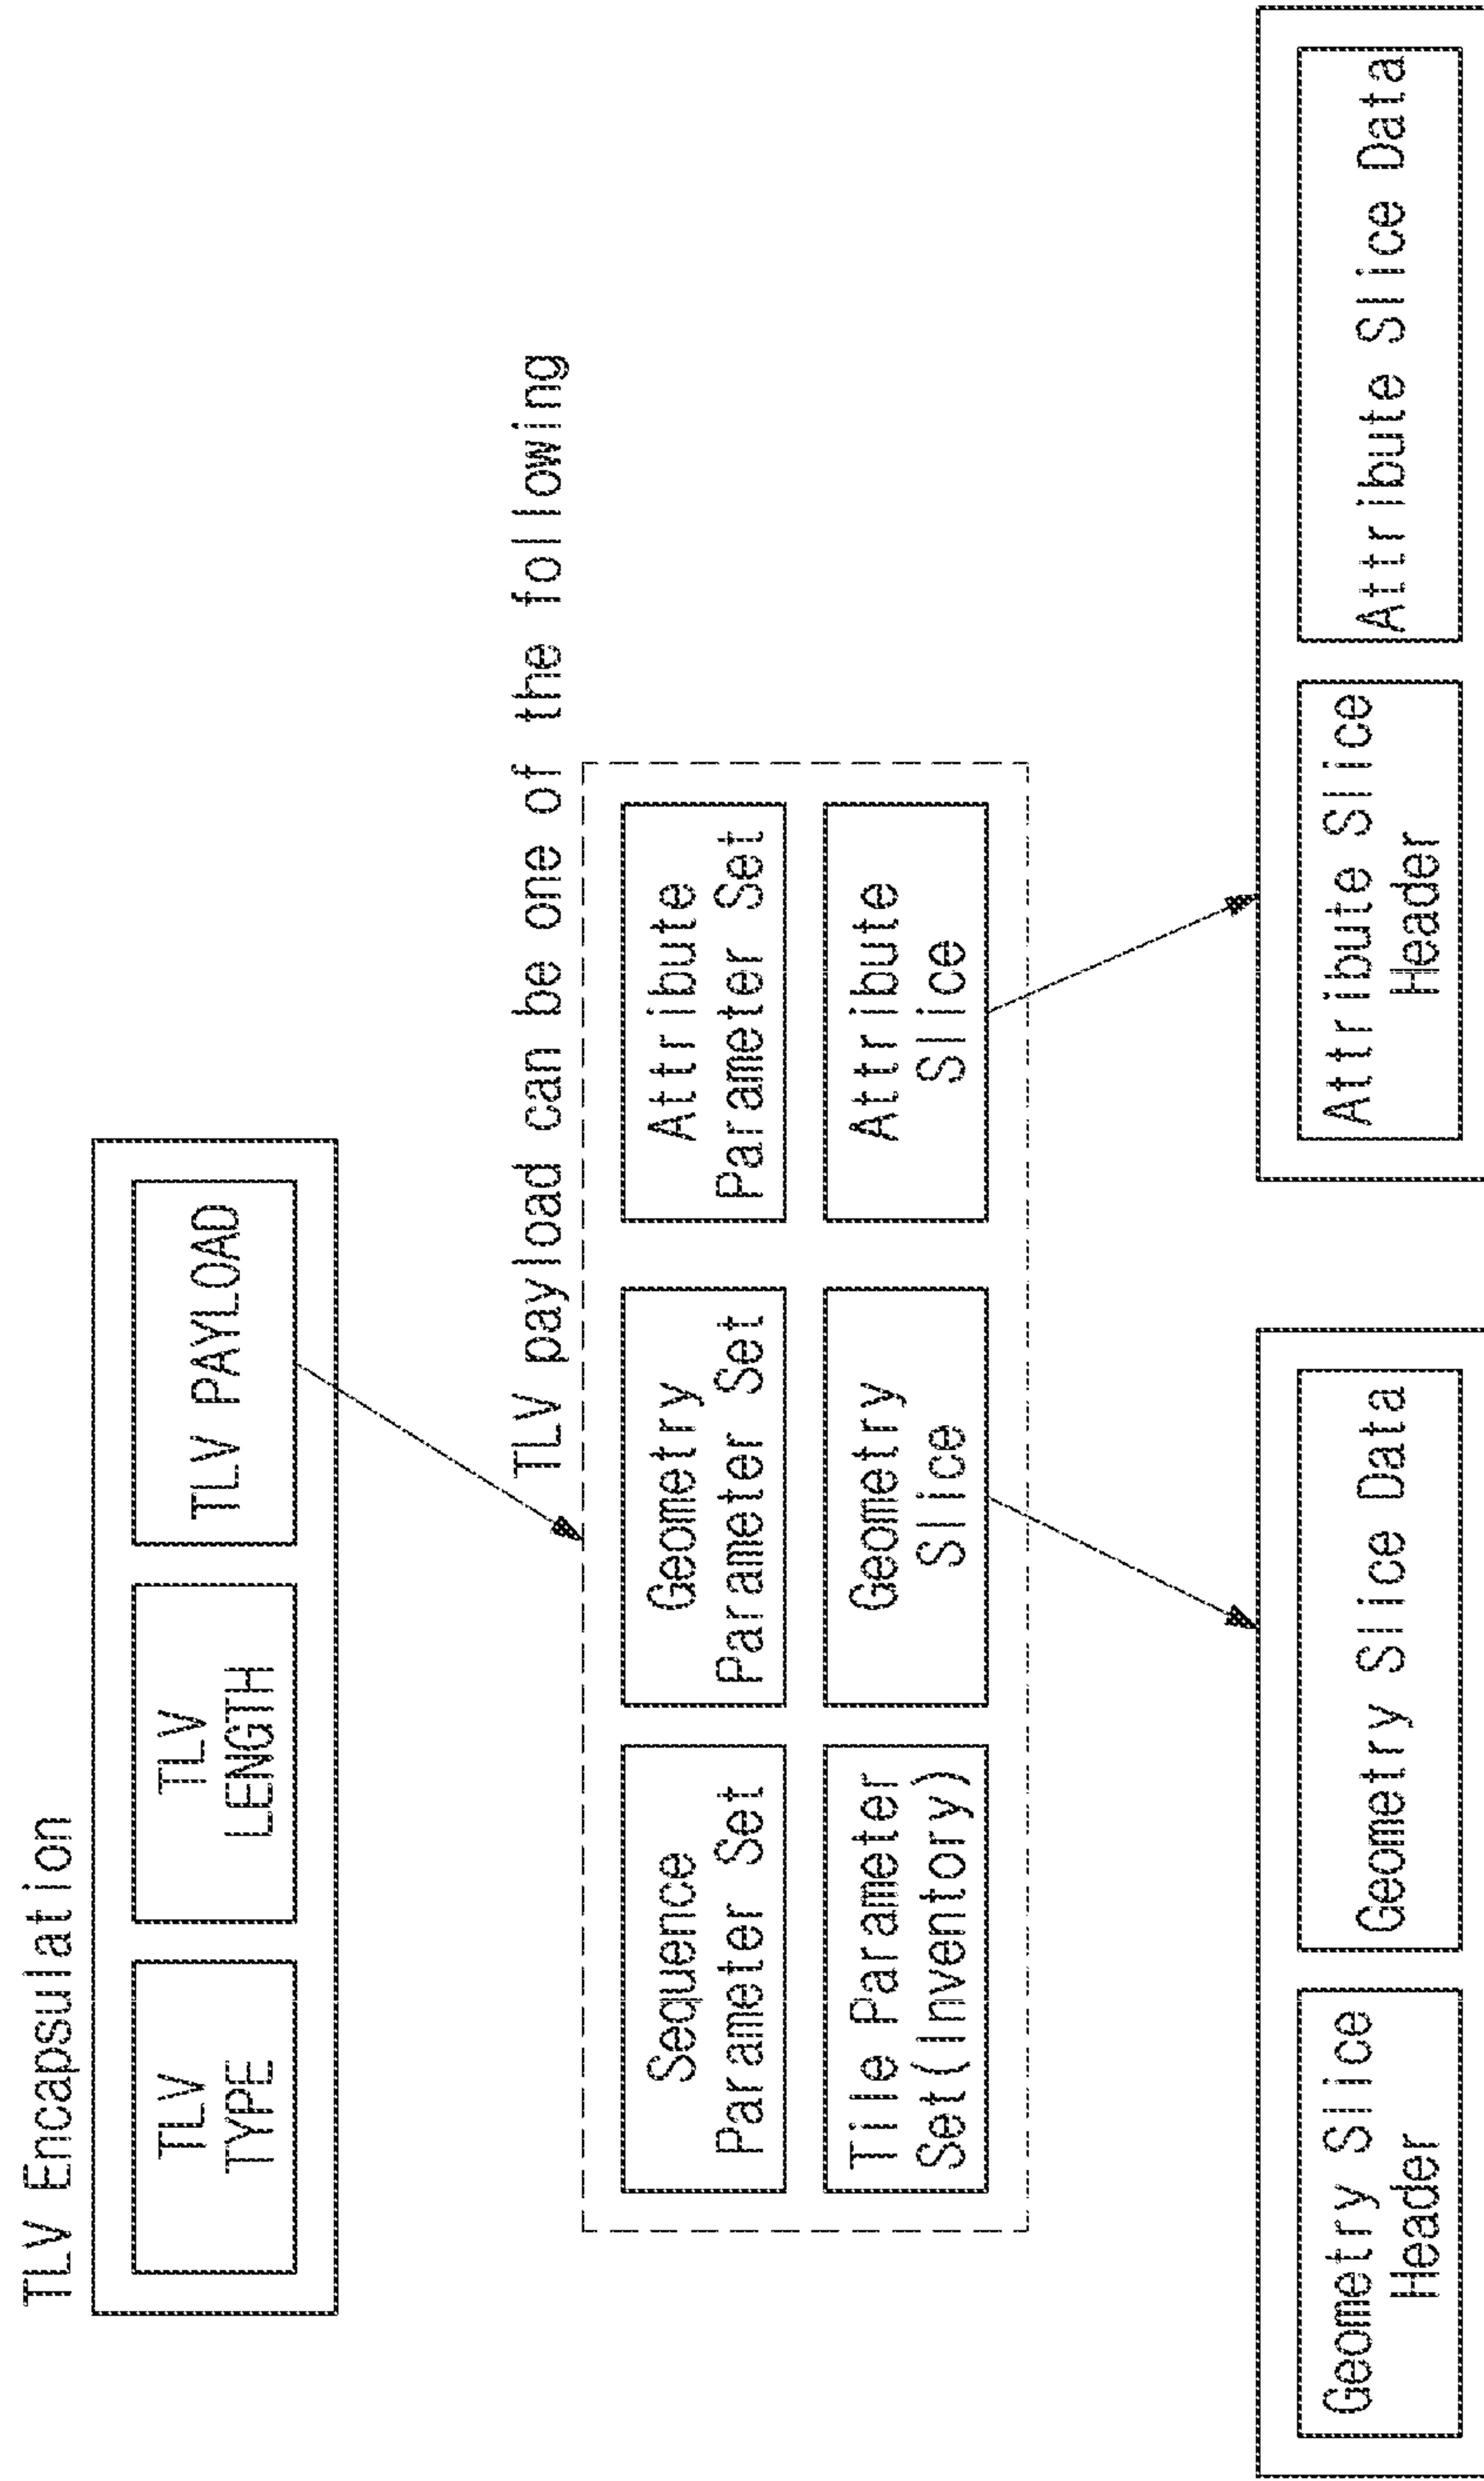 TLV Encapsulation
TLV
TYPE
TLV
LENGTH
TLV PAYLOAD
TLV payload can be one of the following
Sequence
Parameter Set
Geometry
Parameter Set
Attribute
Parameter Set
Tile Parameter
Set(Inventory)
Geometry
Slice
Attribute
Slice
Geometry Slice
Header
Geometry Slice Data
Attribute Slice
Header
Attribute Slice Data